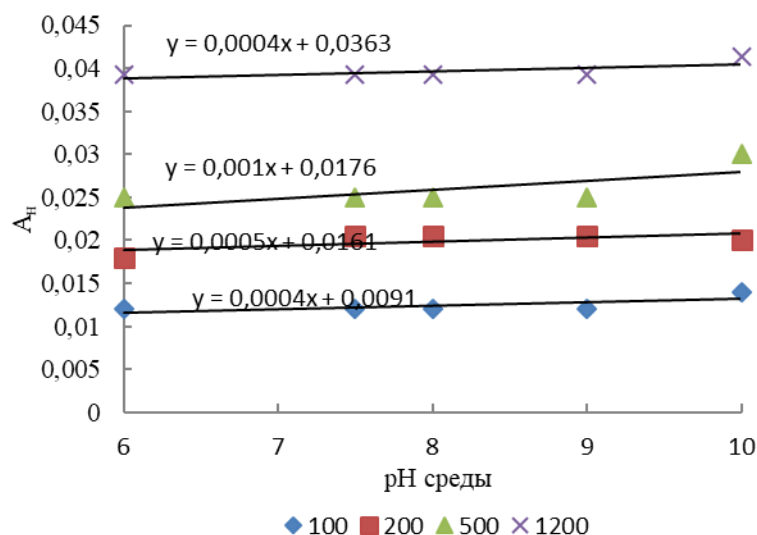 0,045
y = 0,0004x + 0,0363
0,04
0,035
0,03
y = 0,001x + 0,0176
0,025
Aн
0,02
y = 0,0005x + 0,0161
0,015
y = 0,0004x + 0,0091
0,01
0,005
0
6 7 8 9 10
pH среды
100 200 500 1200